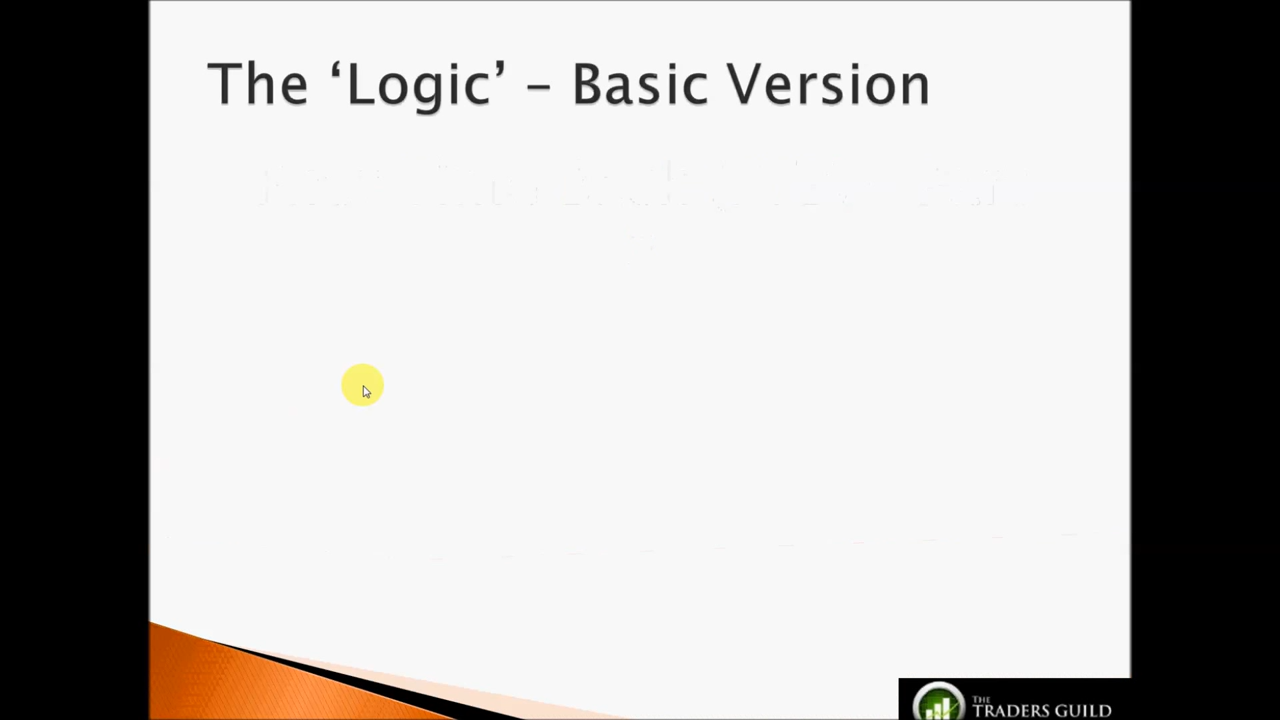 The ‘Logic’ – Basic Version
THE
TRADERS GUILD